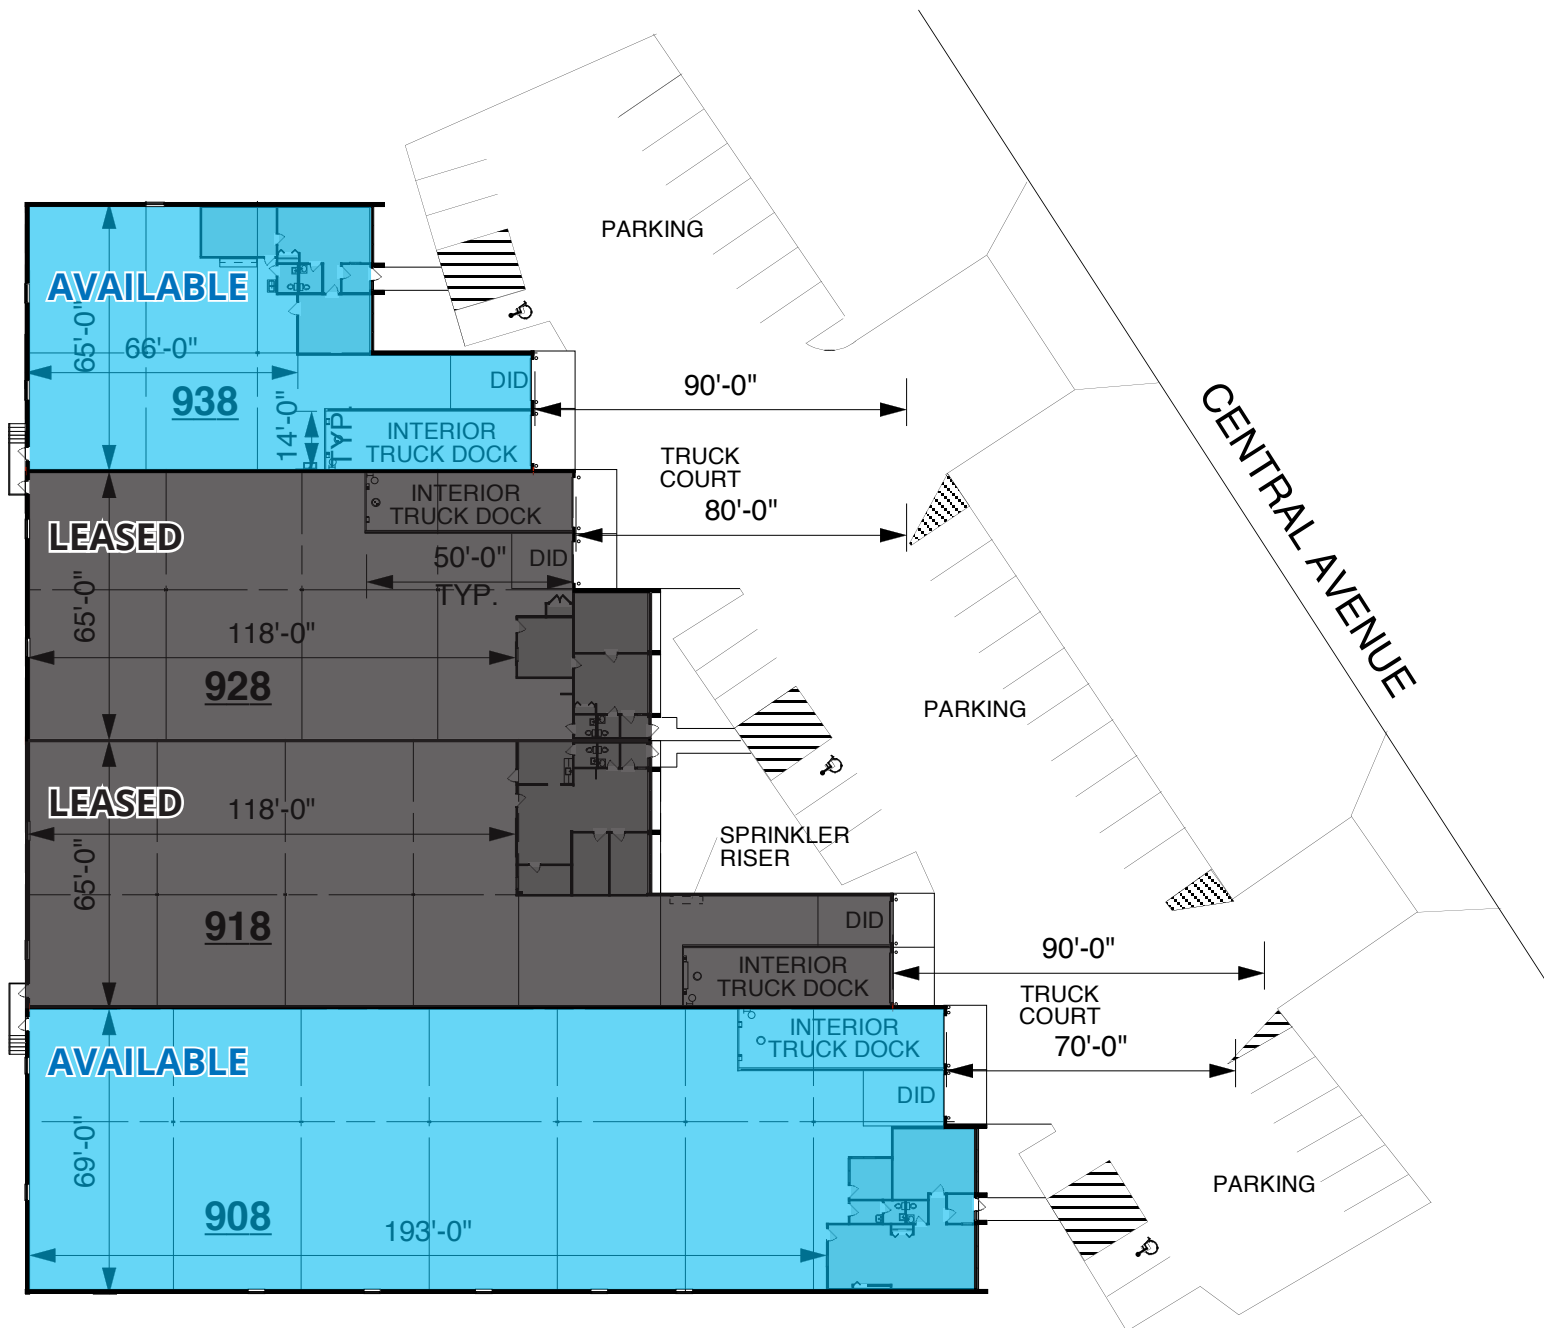 PARKING
AVAILABLE
65'-0"
66'-0"
938
14'-0"
TYP.
DID
INTERIOR
TRUCK DOCK
90'-0"
TRUCK
COURT
80'-0"
CENTRAL AVENUE
LEASED
INTERIOR
TRUCK DOCK
50'-0"
TYP.
DID
65'-0"
118'-0"
928
PARKING
LEASED
118'-0"
65'-0"
918
SPRINKLER
RISER
DID
INTERIOR
TRUCK DOCK
90'-0"
TRUCK
COURT
70'-0"
AVAILABLE
INTERIOR
TRUCK DOCK
DID
69'-0"
908
193'-0"
PARKING